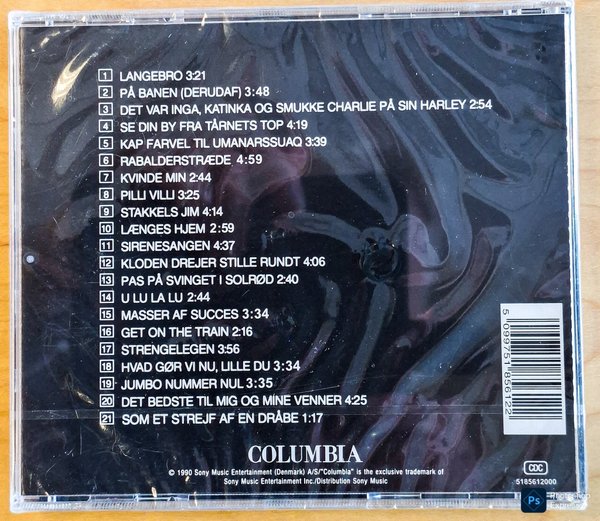 1 LANGEBRO 3:21
2 PÅ BANEN (DERUDAF) 3:48
3 DET VAR INGA, KATINKA OG SMUKKE CHARLIE PÅ SIN HARLEY 2:54
4 SE DIN BY FRA TÅRNETS TOP 4:19
5 KAP FARVEL TIL UMANARSSUAQ 3:39
6 RABALDERSTRÆDE 4:59
7 KVINDE MIN 2:44
8 PILLI VILLI 3:25
9 STAKKELS JIM 4:14
10 LÆNGES HJEM 2:59
11 SIRENESANGEN 4:37
12 KLODEN DREJER STILLE RUNDT 4:06
13 PAS PÅ SVINGET I SOLRØD 2:40
14 U LU LA LU 2:44
15 MASSER AF SUCCES 3:34
16 GET ON THE TRAIN 2:16
17 STRENGELEGEN 3:56
18 HVAD GØR VI NU, LILLE DU 3:34
19 JUMBO NUMMER NUL 3:35
20 DET BEDSTE TIL MIG OG MINE VENNER 4:25
21 SOM ET STREJF AF EN DRÅBE 1:17
5 099751 856122
COLUMBIA
© 1990 Sony Music Entertainment (Denmark) A/S/"Columbia" is the exclusive trademark of
Sony Music Entertainment Inc./Distribution Sony Music
CDC
5185612000
Ps Photoshop
Express